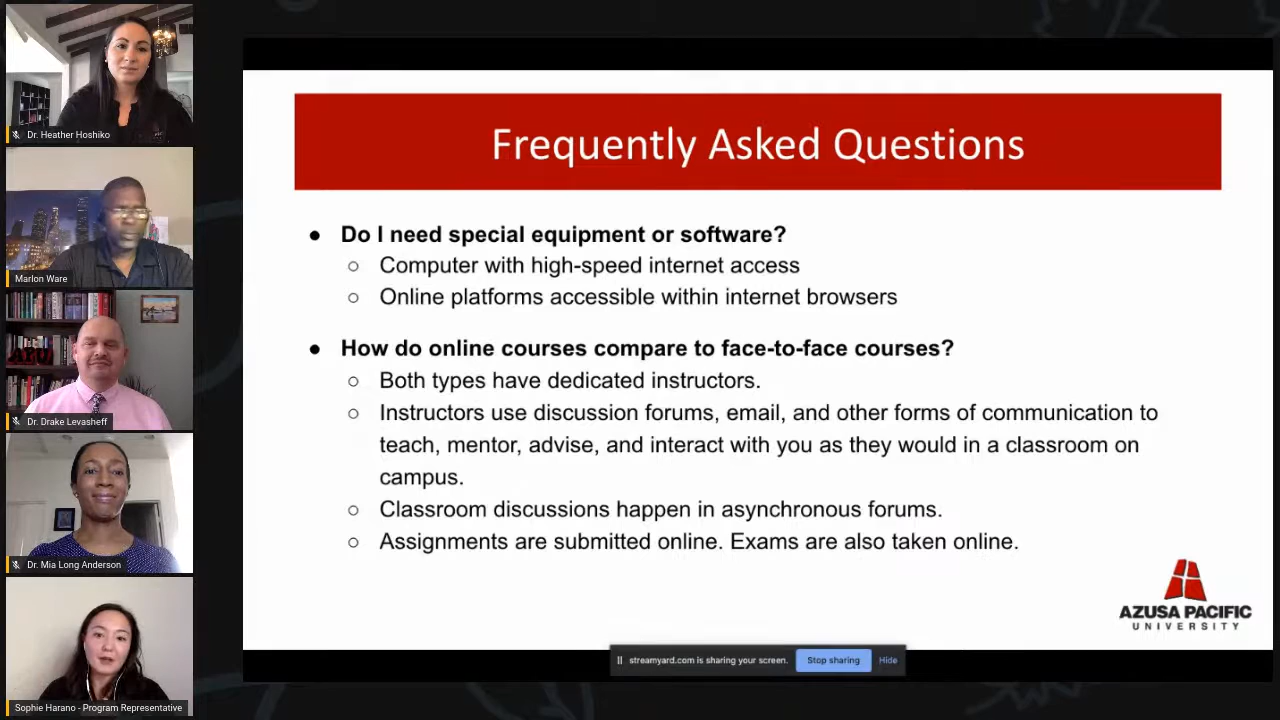 Dr. Heather Hoshiko
Marlon Ware
APU
Dr. Drake Levasheff
Dr. Mia Long Anderson
Sophie Harano - Program Representative
Frequently Asked Questions
● Do I need special equipment or software?
○ Computer with high-speed internet access
○ Online platforms accessible within internet browsers
● How do online courses compare to face-to-face courses?
○ Both types have dedicated instructors.
○ Instructors use discussion forums, email, and other forms of communication to
teach, mentor, advise, and interact with you as they would in a classroom on
campus.
○ Classroom discussions happen in asynchronous forums.
○ Assignments are submitted online. Exams are also taken online.
AZUSA PACIFIC
UNIVERSITY
streamyard.com is sharing your screen. Stop sharing Hide